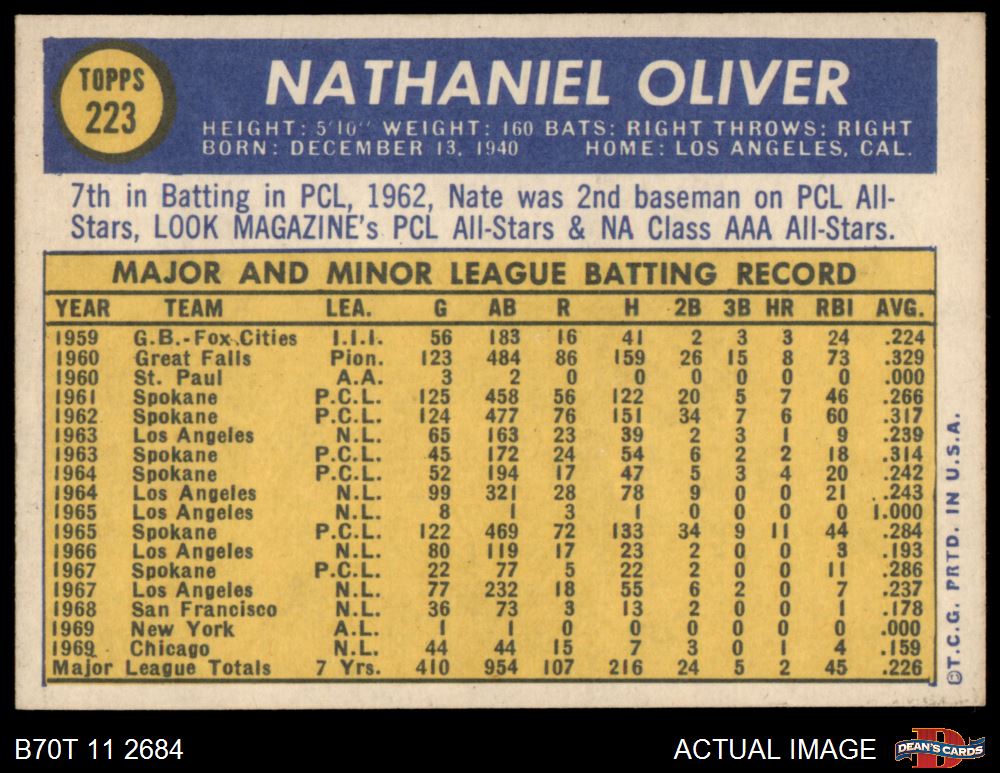 TOPPS
223
NATHANIEL OLIVER
HEIGHT: 5'10" WEIGHT: 160 BATS: RIGHT THROWS: RIGHT
BORN: DECEMBER 13, 1940 HOME: LOS ANGELES, CAL.
7th in Batting in PCL, 1962, Nate was 2nd baseman on PCL All-
Stars, LOOK MAGAZINE's PCL All-Stars & NA Class AAA All-Stars.
MAJOR AND MINOR LEAGUE BATTING RECORD
YEAR TEAM LEA. G AB R H 2B 3B HR RBI AVG.
1959 G.B.-Fox Cities I.I.I. 56 183 16 41 2 3 3 24 .224
1960 Great Falls Pion. 123 484 86 159 26 15 8 73 .329
1960 St. Paul A.A. 3 2 0 0 0 0 0 0 .000
1961 Spokane P.C.L. 125 458 56 122 20 5 7 46 .266
1962 Spokane P.C.L. 124 477 76 151 34 7 6 60 .317
1963 Los Angeles N.L. 65 163 23 39 2 3 1 9 .239
1963 Spokane P.C.L. 45 172 24 54 6 2 2 18 .314
1964 Spokane P.C.L. 52 194 17 47 5 3 4 20 .242
1964 Los Angeles N.L. 99 321 28 78 9 0 0 21 .243
1965 Los Angeles N.L. 8 1 3 1 0 0 0 0 1.000
1965 Spokane P.C.L. 122 469 72 133 34 9 11 44 .284
1966 Los Angeles N.L. 80 119 17 23 2 0 0 3 .193
1967 Spokane P.C.L. 22 77 5 22 2 0 0 11 .286
1967 Los Angeles N.L. 77 232 18 55 6 2 0 7 .237
1968 San Francisco N.L. 36 73 3 13 2 0 0 1 .178
1969 New York A.L. 1 1 0 0 0 0 0 0 .000
1969 Chicago N.L. 44 44 15 7 3 0 1 4 .159
Major League Totals 7 Yrs. 410 954 107 216 24 5 2 45 .226
©T.C.G. PRTD. IN U.S.A.
B70T 11 2684
ACTUAL IMAGE
D
DEAN'S CARDS